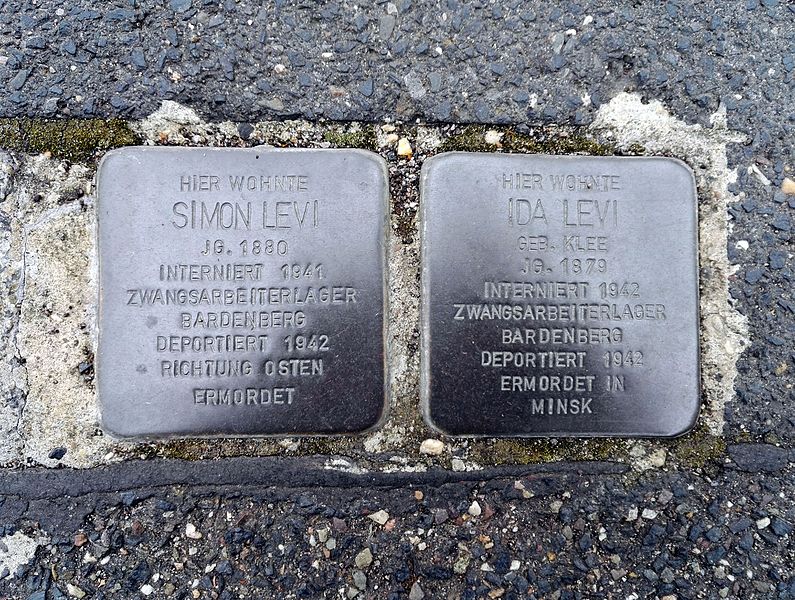 HIER WOHNTE
SIMON LEVI
JG. 1880
INTERNIERT 1941
ZWANGSARBEITERLAGER
BARDENBERG
DEPORTIERT 1942
RICHTUNG OSTEN
ERMORDET
HIER WOHNTE
IDA LEVI
GEB. KLEE
JG. 1879
INTERNIERT 1942
ZWANGSARBEITERLAGER
BARDENBERG
DEPORTIERT 1942
ERMORDET IN
MINSK